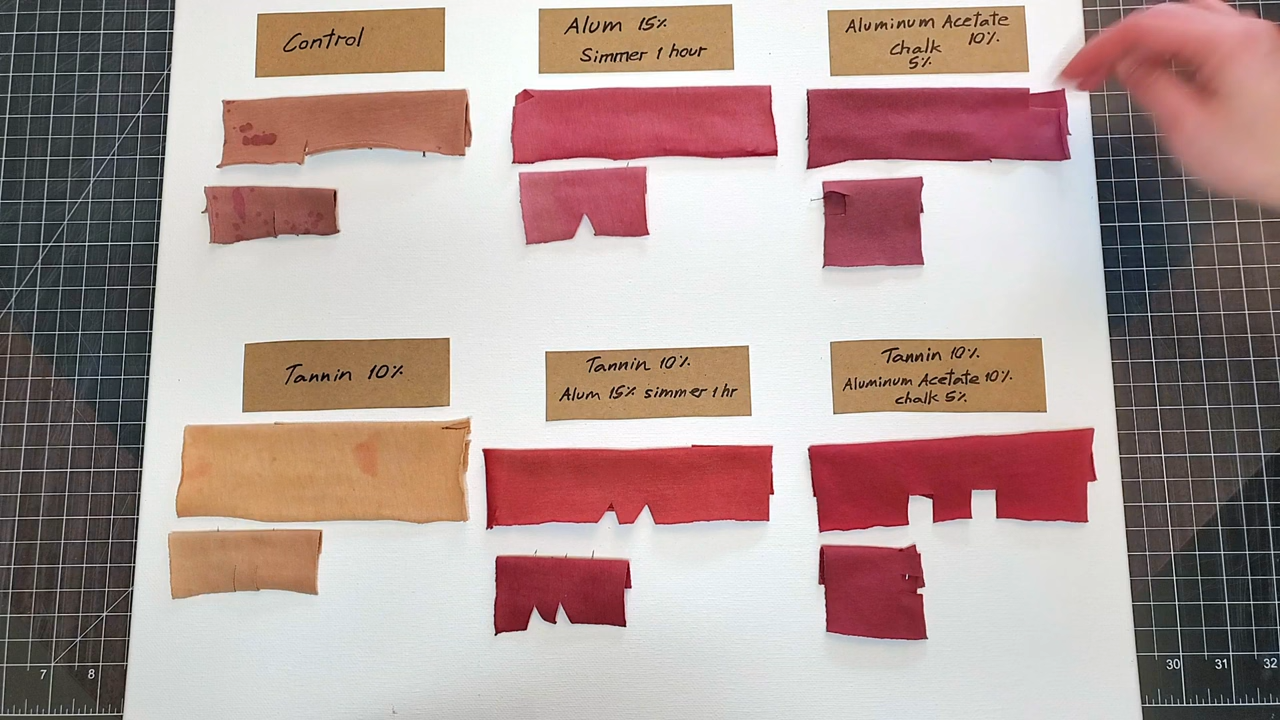 Control
Alum 15%
Simmer 1 hour
Aluminum Acetate
Chalk 10%
5%
Tannin 10%
Tannin 10%
Alum 15% simmer 1 hr
Tannin 10%
Aluminum Acetate 10%
chalk 5%
7 8
30 31 32